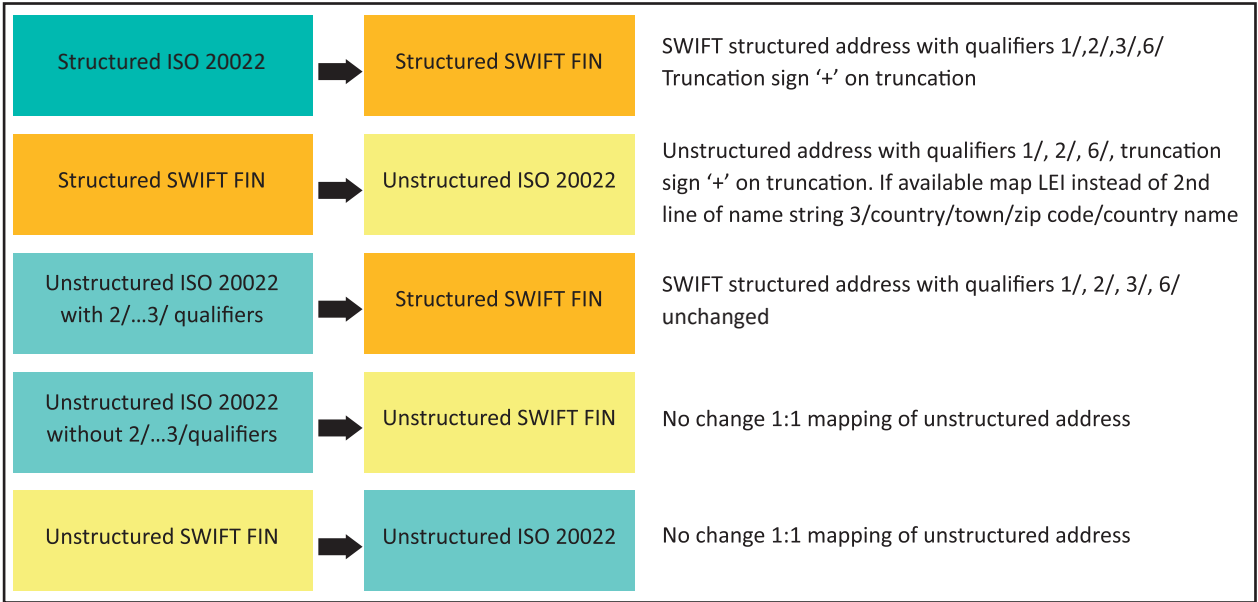 Structured ISO 20022
Structured SWIFT FIN
SWIFT structured address with qualifiers 1/,2/,3/,6/
Truncation sign ‘+’ on truncation
Structured SWIFT FIN
Unstructured ISO 20022
Unstructured address with qualifiers 1/, 2/, 6/, truncation
sign ‘+’ on truncation. If available map LEI instead of 2nd
line of name string 3/country/town/zip code/country name
Unstructured ISO 20022
with 2/...3/ qualifiers
Structured SWIFT FIN
SWIFT structured address with qualifiers 1/, 2/, 3/, 6/
unchanged
Unstructured ISO 20022
without 2/...3/qualifiers
Unstructured SWIFT FIN
No change 1:1 mapping of unstructured address
Unstructured SWIFT FIN
Unstructured ISO 20022
No change 1:1 mapping of unstructured address